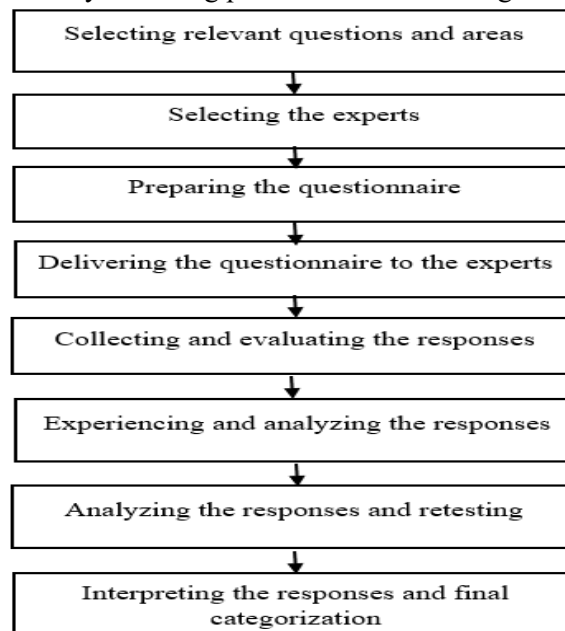 Selecting relevant questions and areas
Selecting the experts
Preparing the questionnaire
Delivering the questionnaire to the experts
Collecting and evaluating the responses
Experiencing and analyzing the responses
Analyzing the responses and retesting
Interpreting the responses and final
categorization